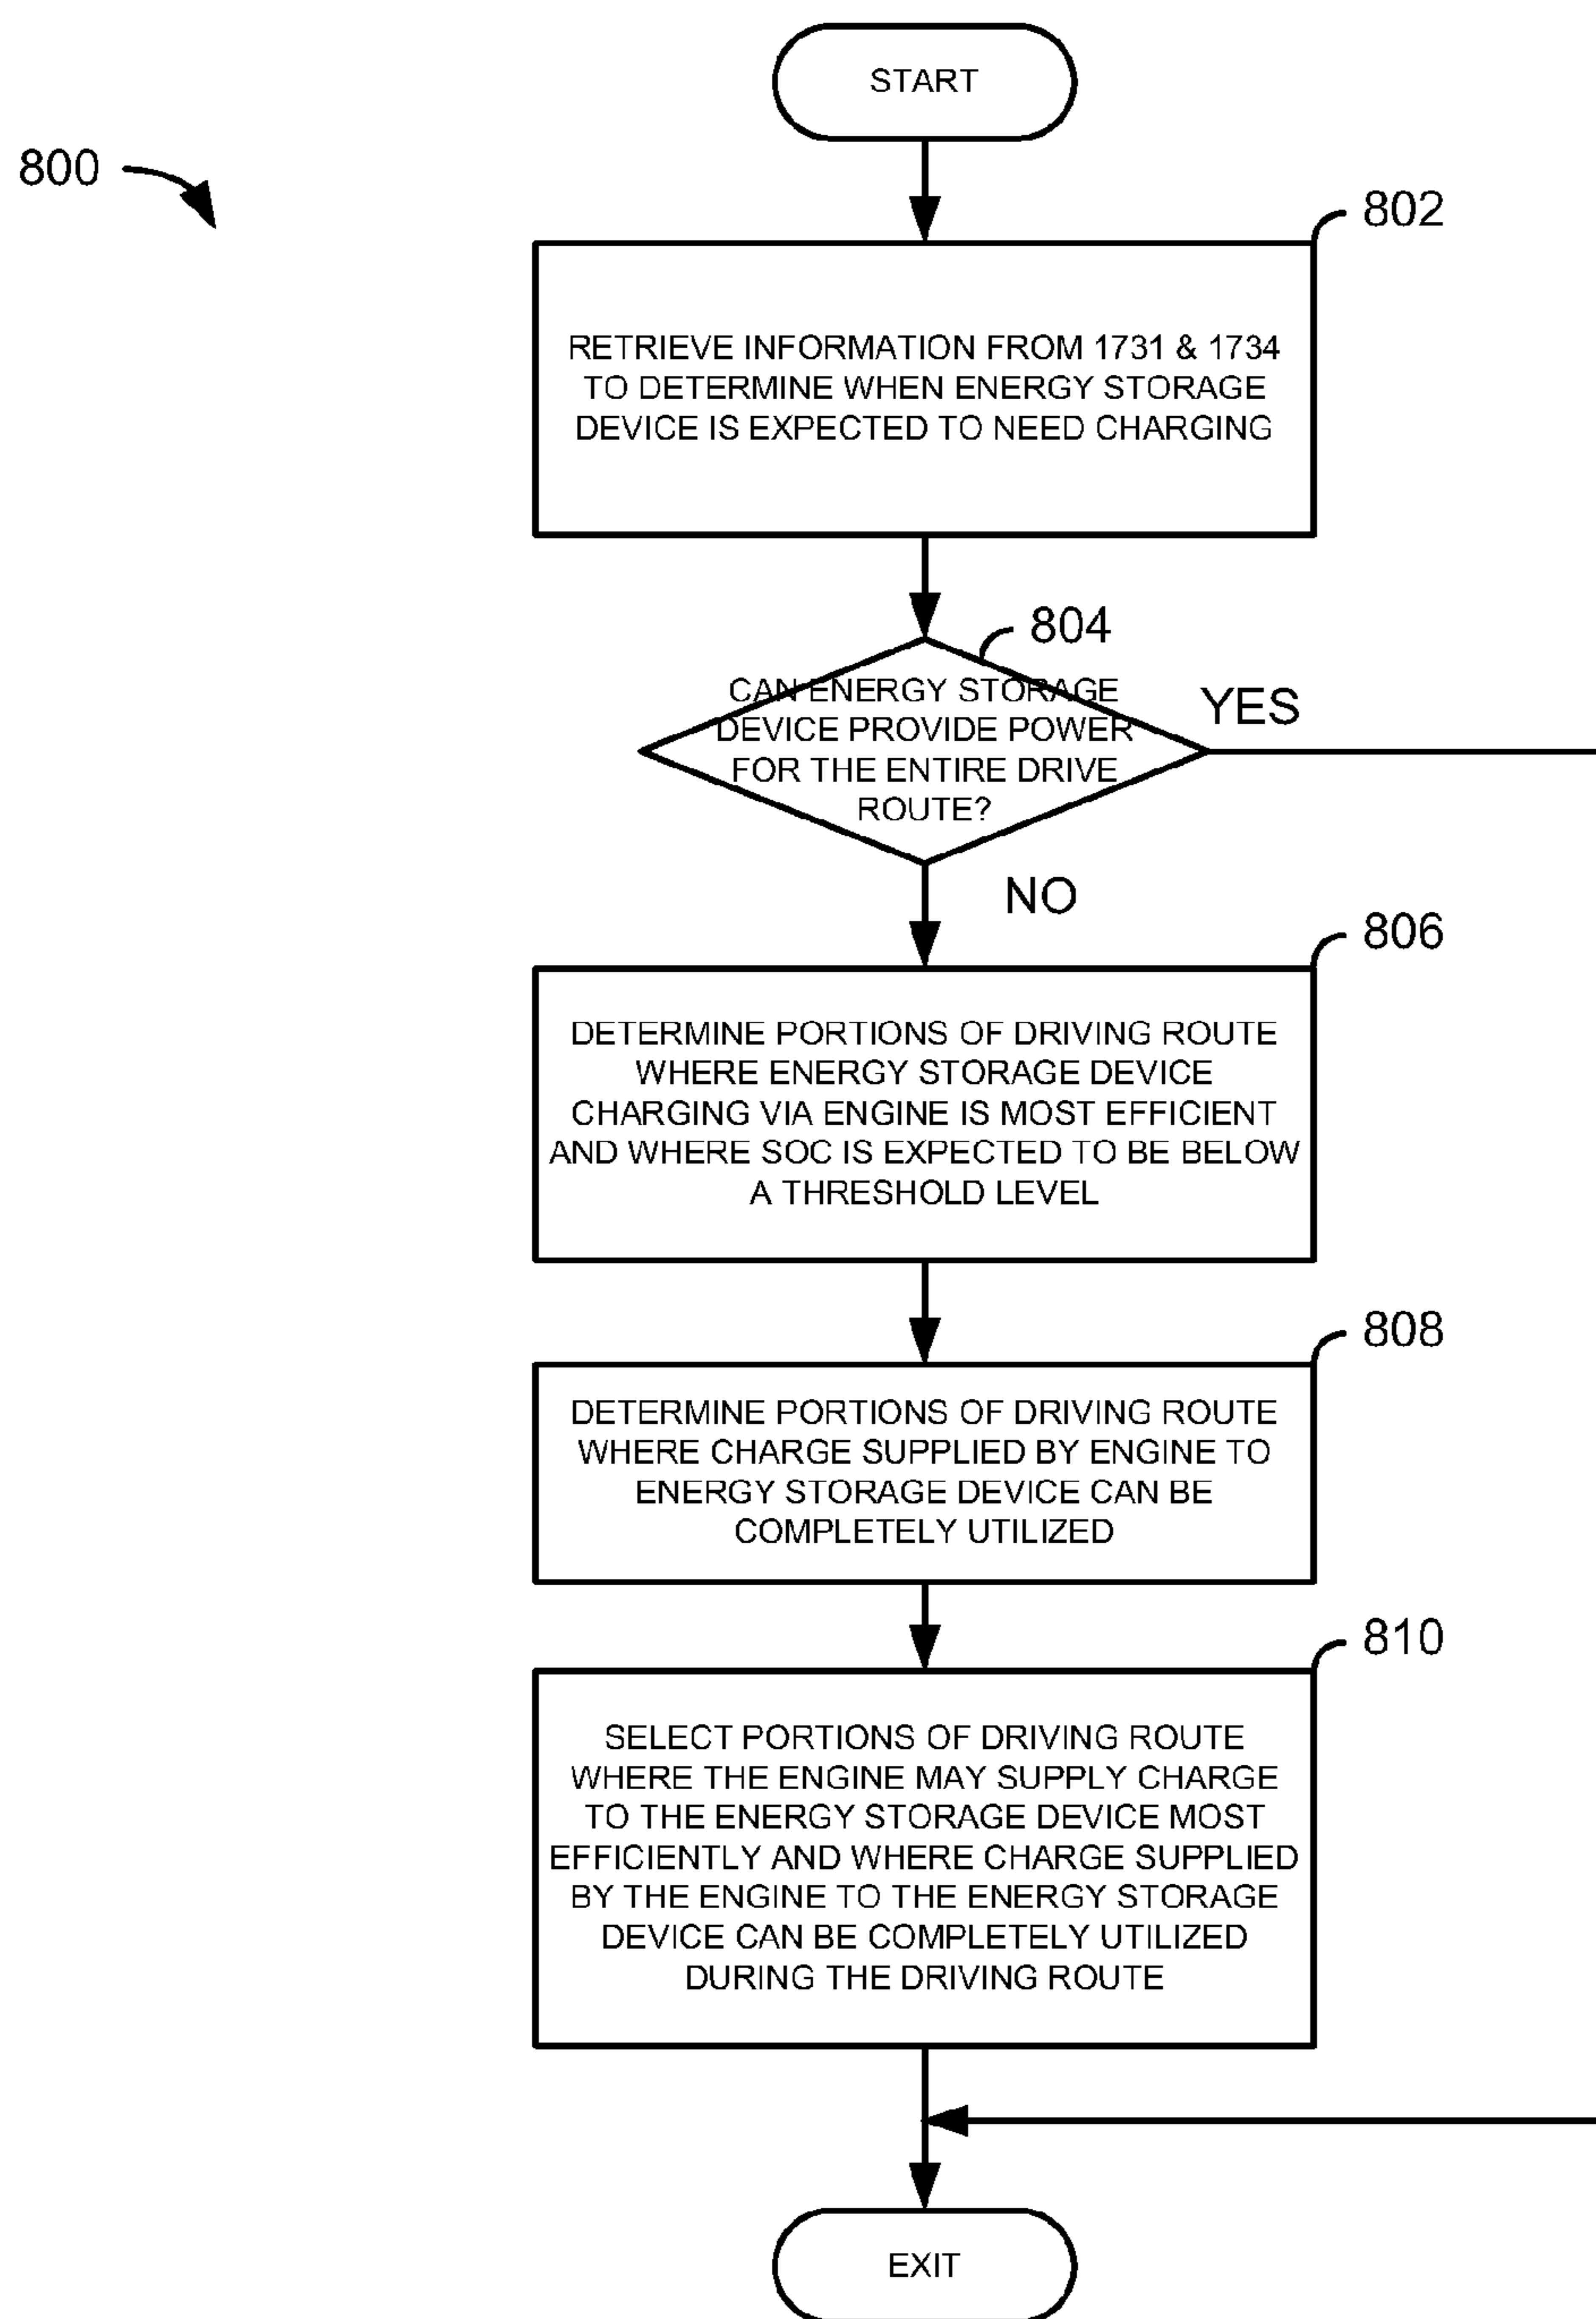 START
800
802
RETRIEVE INFORMATION FROM 1731 & 1734
TO DETERMINE WHEN ENERGY STORAGE
DEVICE IS EXPECTED TO NEED CHARGING
804
CAN ENERGY STORAGE
DEVICE PROVIDE POWER
FOR THE ENTIRE DRIVE
ROUTE?
YES
NO
806
DETERMINE PORTIONS OF DRIVING ROUTE
WHERE ENERGY STORAGE DEVICE
CHARGING VIA ENGINE IS MOST EFFICIENT
AND WHERE SOC IS EXPECTED TO BE BELOW
A THRESHOLD LEVEL
808
DETERMINE PORTIONS OF DRIVING ROUTE
WHERE CHARGE SUPPLIED BY ENGINE TO
ENERGY STORAGE DEVICE CAN BE
COMPLETELY UTILIZED
810
SELECT PORTIONS OF DRIVING ROUTE
WHERE THE ENGINE MAY SUPPLY CHARGE
TO THE ENERGY STORAGE DEVICE MOST
EFFICIENTLY AND WHERE CHARGE SUPPLIED
BY THE ENGINE TO THE ENERGY STORAGE
DEVICE CAN BE COMPLETELY UTILIZED
DURING THE DRIVING ROUTE
EXIT